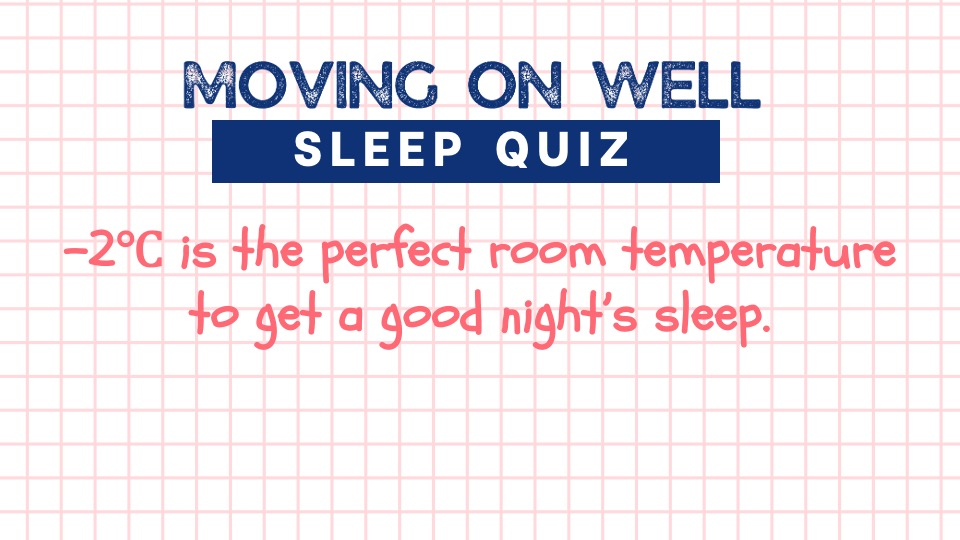 MOVING ON WELL
SLEEP QUIZ
-2°C is the perfect room temperature
to get a good night's sleep.